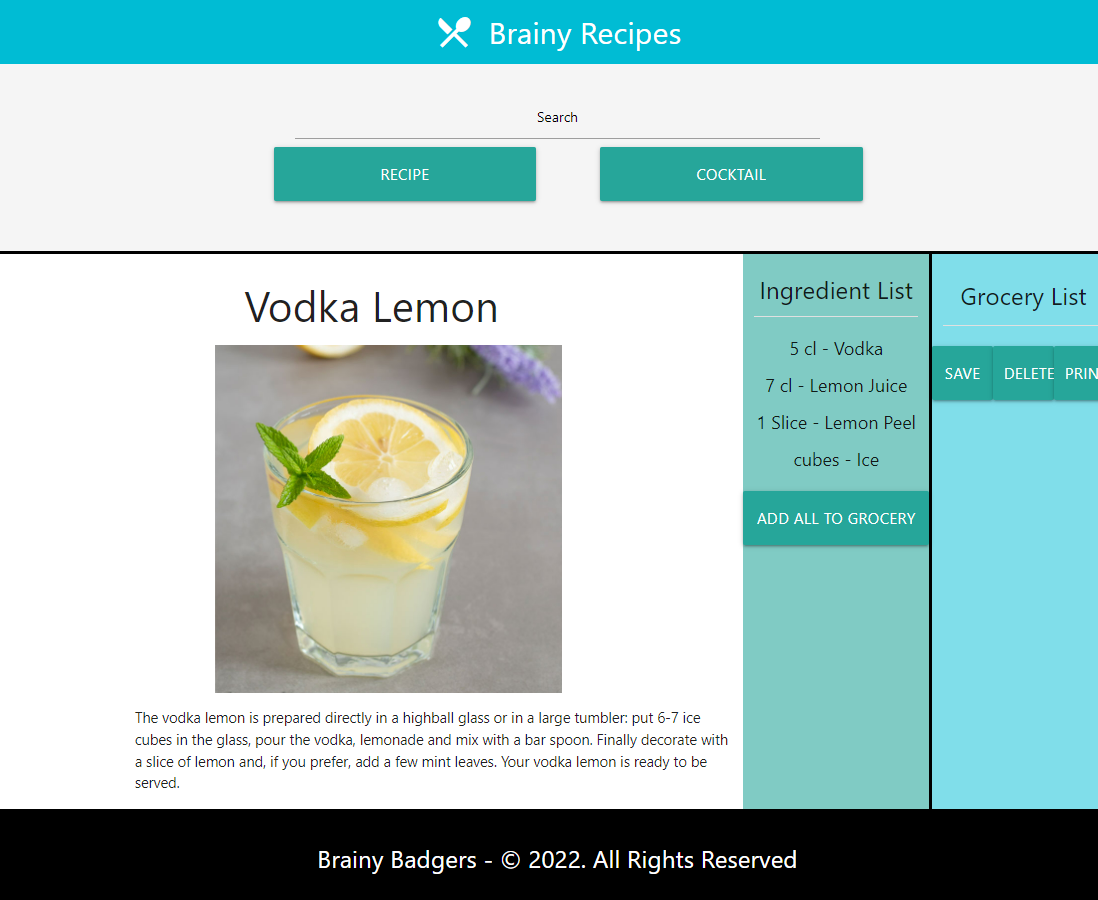 Brainy Recipes
Search
RECIPE
COCKTAIL
Vodka Lemon
The vodka lemon is prepared directly in a highball glass or in a large tumbler: put 6-7 ice
cubes in the glass, pour the vodka, lemonade and mix with a bar spoon. Finally decorate with
a slice of lemon and, if you prefer, add a few mint leaves. Your vodka lemon is ready to be
served.
Ingredient List
5 cl - Vodka
7 cl - Lemon Juice
1 Slice - Lemon Peel
cubes - Ice
ADD ALL TO GROCERY
Grocery List
SAVE
DELETE
PRIN
Brainy Badgers - © 2022. All Rights Reserved